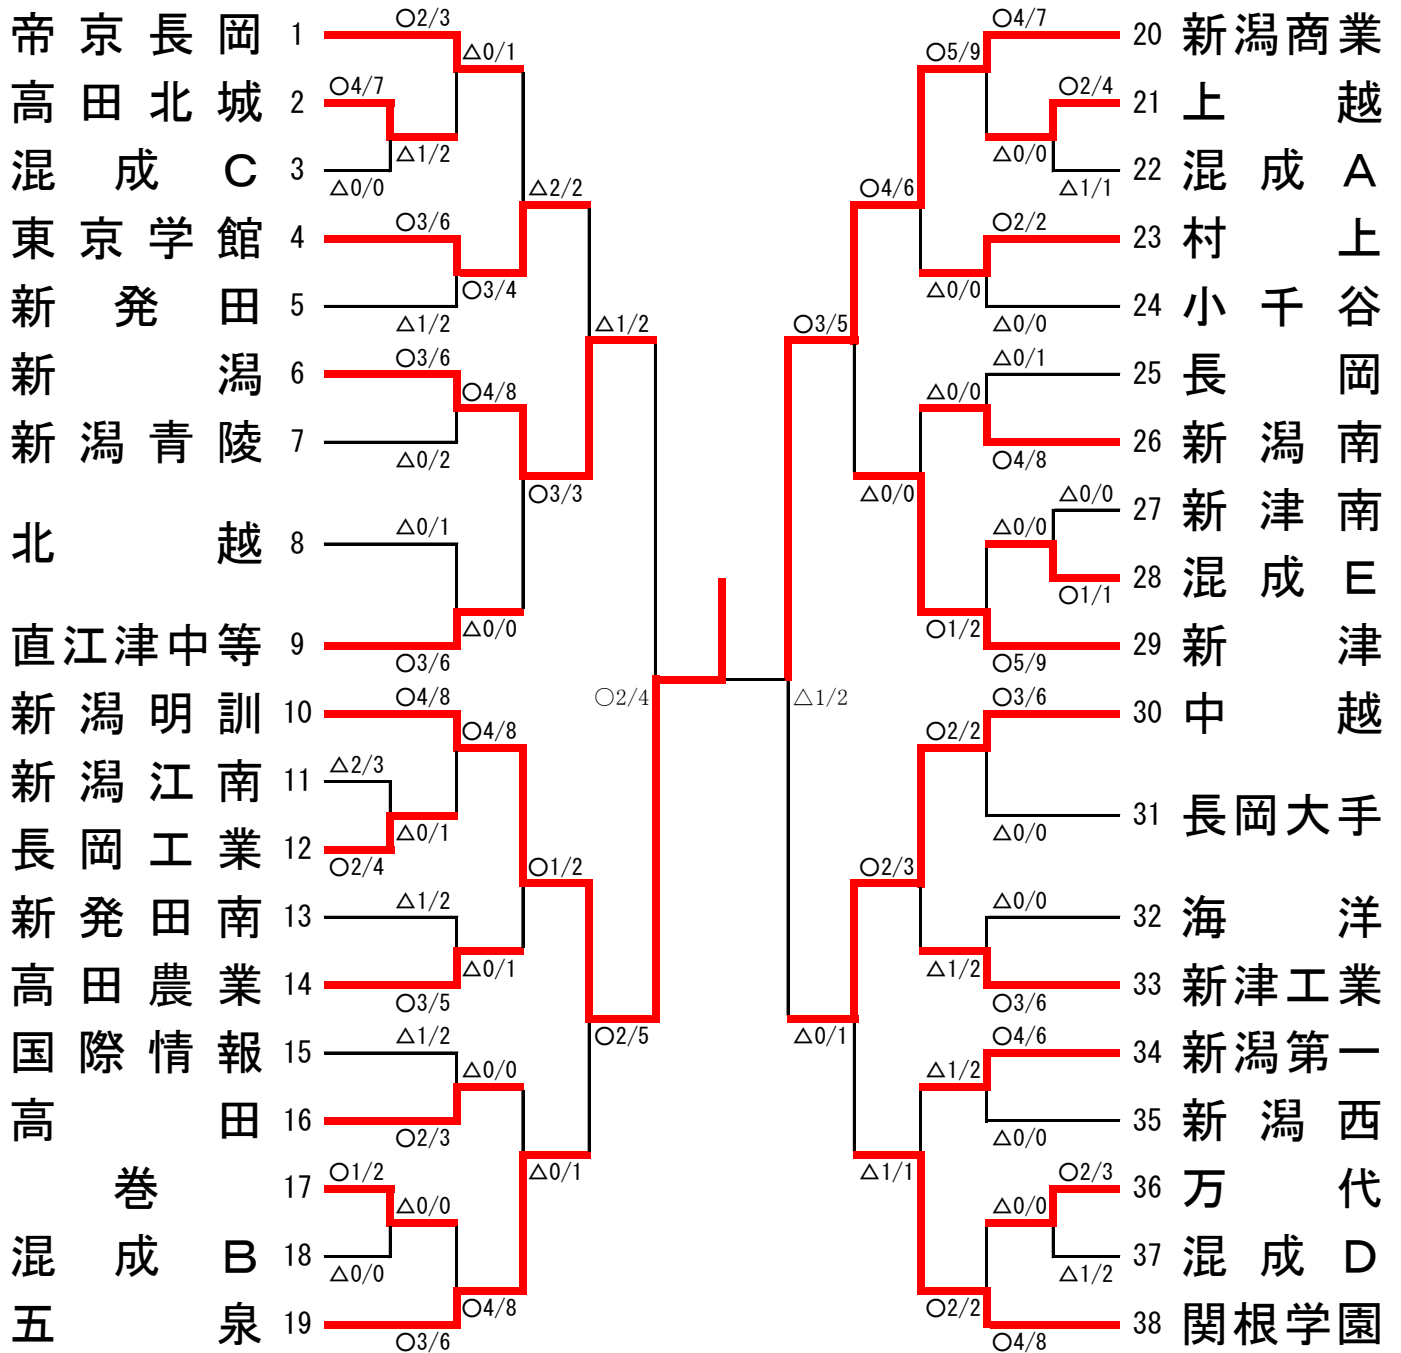 帝京長岡 1 ○2/3
△0/1
高田北城 2 ○4/7
△1/2
混成C 3 △0/0
△2/2
東京学館 4 ○3/6
○3/4
新発田 5 △1/2
△1/2
新潟 6 ○3/6
○4/8
新潟青陵 7 △0/2
○3/3
北越 8 △0/1
直江津中等 9 ○3/6
△0/0
○2/4
新潟明訓 10 ○4/8
○4/8
新潟江南 11 △2/3
△0/1
長岡工業 12 ○2/4
○1/2
新発田南 13 △1/2
△0/1
高田農業 14 ○3/5
○2/5
国際情報 15 △1/2
△0/0
高田 16 ○2/3
△0/1
巻 17 ○1/2
△0/0
混成B 18 △0/0
○4/8
五泉 19 ○3/6
○4/7 20 新潟商業
○5/9
○2/4 21 上越
△0/0
△1/1 22 混成A
○4/6
○2/2 23 村上
△0/0
△0/0 24 小千谷
○3/5
△0/1 25 長岡
△0/0
○4/8 26 新潟南
△0/0
△0/0 27 新津南
△0/0
○1/1 28 混成E
○1/2
○5/9 29 新津
△1/2
○3/6 30 中越
○2/2
△0/0 31 長岡大手
○2/3
△0/0 32 海洋
△1/2
○3/6 33 新津工業
△0/1
○4/6 34 新潟第一
△1/2
△0/0 35 新潟西
△1/1
○2/3 36 万代
△0/0
△1/2 37 混成D
○2/2
○4/8 38 関根学園